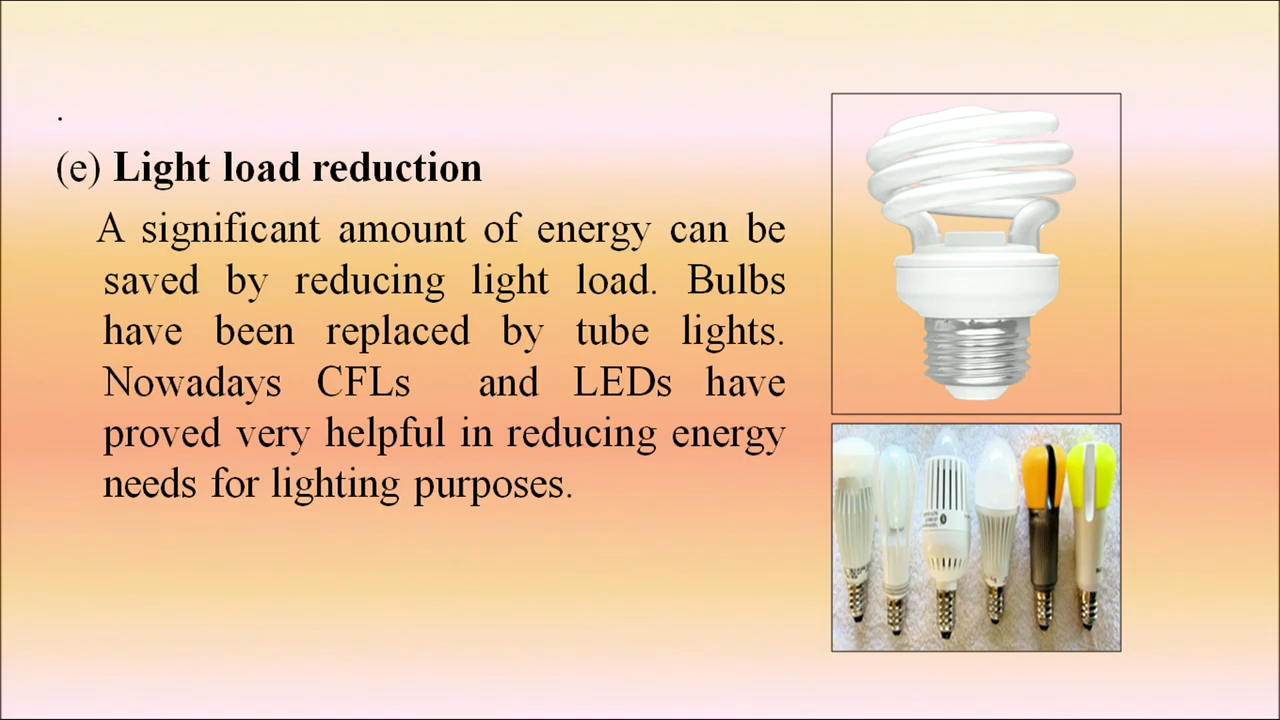 .
(e) Light load reduction
A significant amount of energy can be
saved by reducing light load. Bulbs
have been replaced by tube lights.
Nowadays CFLs and LEDs have
proved very helpful in reducing energy
needs for lighting purposes.